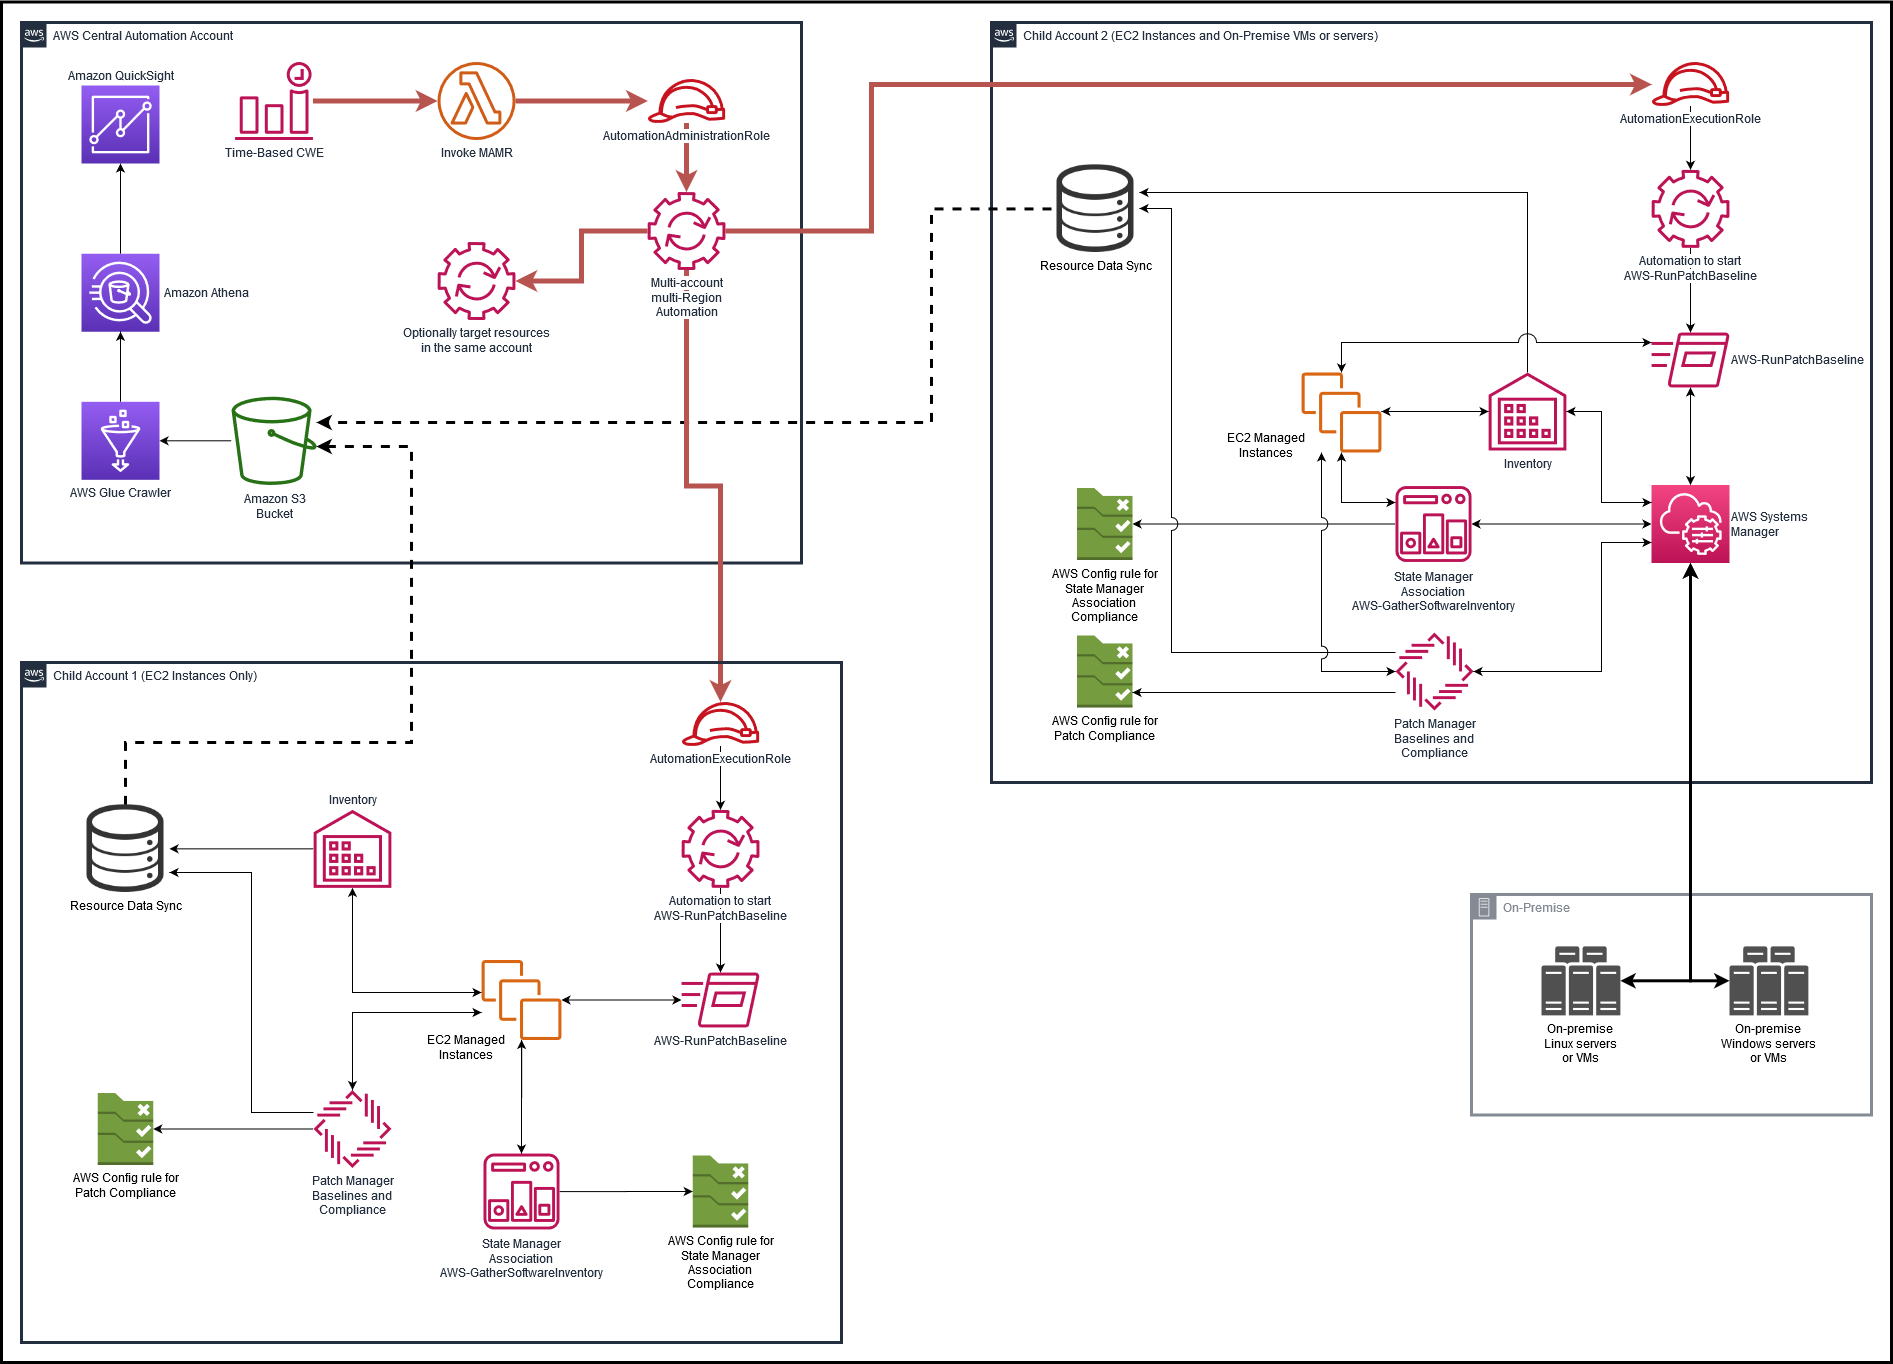 aws
AWS Central Automation Account
Amazon QuickSight
Time-Based CWE
Invoke MAMR
AutomationAdministrationRole
Amazon Athena
Multi-account
multi-Region
Automation
Optionally target resources
in the same account
AWS Glue Crawler
Amazon S3
Bucket
aws
Child Account 2 (EC2 Instances and On-Premise VMs or servers)
AutomationExecutionRole
Resource Data Sync
Automation to start
AWS-RunPatchBaseline
AWS-RunPatchBaseline
EC2 Managed
Instances
Inventory
AWS Systems
Manager
AWS Config rule for
State Manager
Association
Compliance
State Manager
Association
AWS-GatherSoftwareInventory
AWS Config rule for
Patch Compliance
Patch Manager
Baselines and
Compliance
aws
Child Account 1 (EC2 Instances Only)
AutomationExecutionRole
Inventory
Resource Data Sync
Automation to start
AWS-RunPatchBaseline
EC2 Managed
Instances
AWS-RunPatchBaseline
AWS Config rule for
Patch Compliance
Patch Manager
Baselines and
Compliance
State Manager
Association
AWS-GatherSoftwareInventory
AWS Config rule for
State Manager
Association
Compliance
On-Premise
On-premise
Linux servers
or VMs
On-premise
Windows servers
or VMs